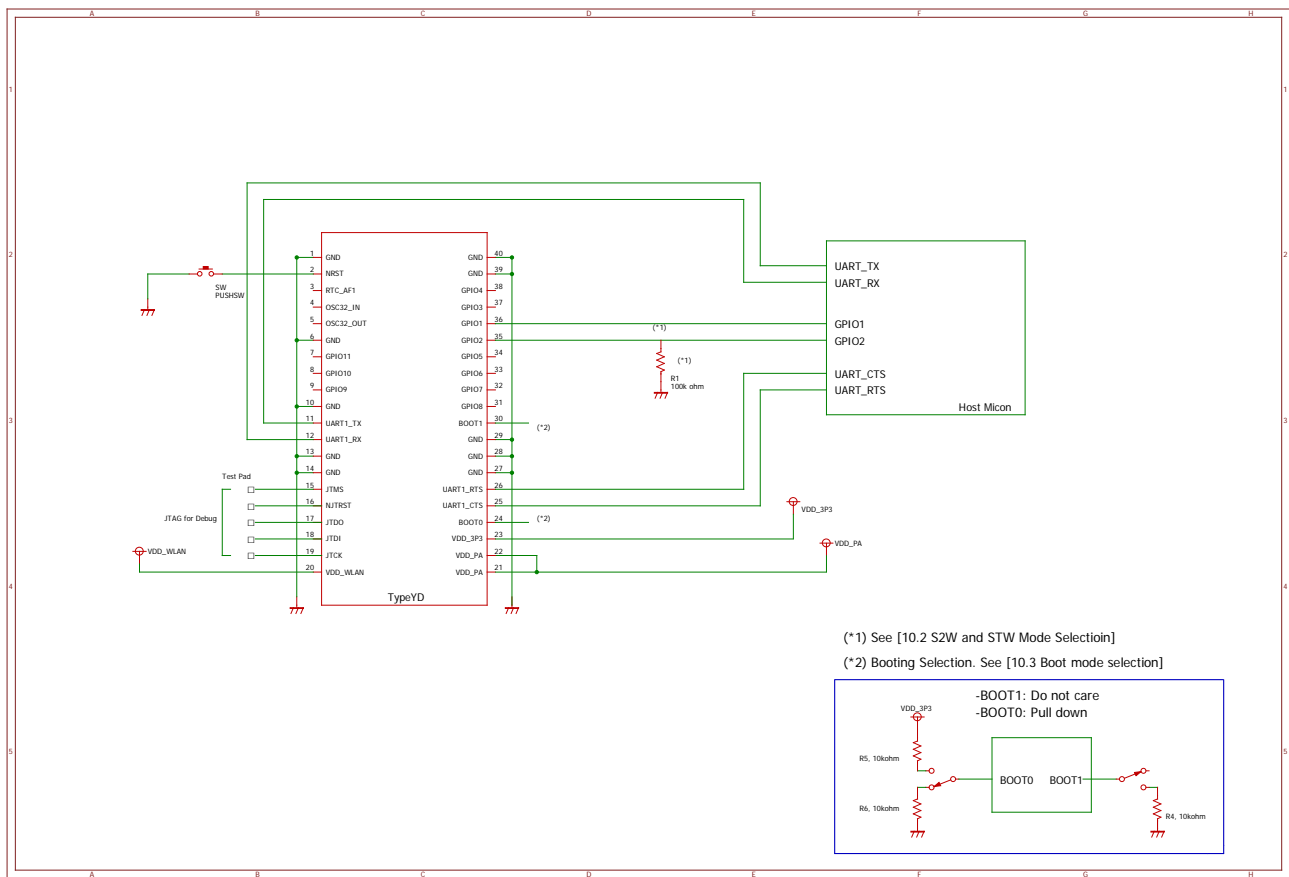 A B C D E F G H
1 1
2 2
3 3
4 4
5 5
SW
PUSHSW
1 GND
2 NRST
3 RTC_AF1
4 OSC32_IN
5 OSC32_OUT
6 GND
7 GPIO11
8 GPIO10
9 GPIO9
10 GND
11 UART1_TX
12 UART1_RX
13 GND
14 GND
15 JTMS
16 NJTRST
17 JTDO
18 JTDI
19 JTCK
20 VDD_WLAN
GND 40
GND 39
GPIO4 38
GPIO3 37
GPIO1 36
GPIO2 35
GPIO5 34
GPIO6 33
GPIO7 32
GPIO8 31
BOOT1 30
GND 29
GND 28
GND 27
UART1_RTS 26
UART1_CTS 25
BOOT0 24
VDD_3P3 23
VDD_PA 22
VDD_PA 21
TypeYD
Test Pad
JTAG for Debug
VDD_WLAN
(*1)
(*1)
R1
100k ohm
(*2)
(*2)
VDD_3P3
VDD_PA
UART_TX
UART_RX
GPIO1
GPIO2
UART_CTS
UART_RTS
Host Micon
(*1) See [10.2 S2W and STW Mode Selectioin]
(*2) Booting Selection. See [10.3 Boot mode selection]
-BOOT1: Do not care
-BOOT0: Pull down
VDD_3P3
R5, 10kohm
R6, 10kohm
BOOT0 BOOT1
R4, 10kohm
A B C D E F G H